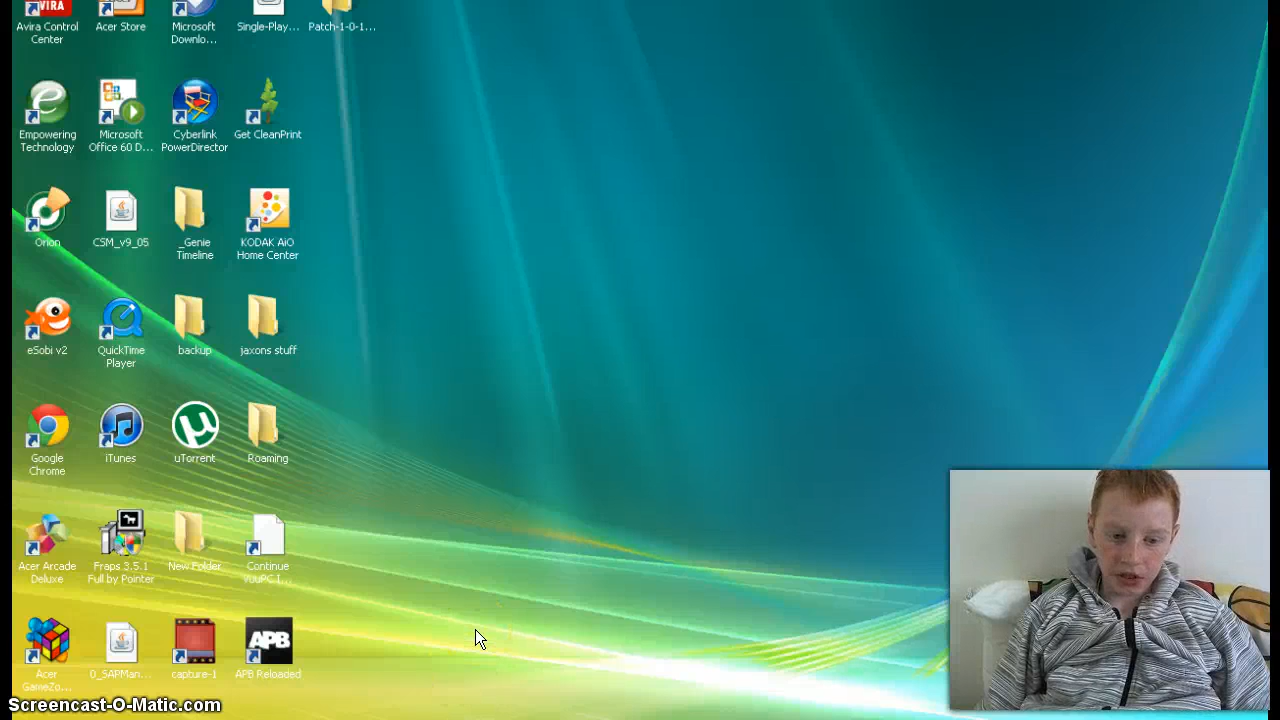 AVIRA
Avira Control
Center
Acer Store
Microsoft
Downlo...
Single-Play...
Patch-1-0-1...
Empowering
Technology
Microsoft
Office 60 D...
Cyberlink
PowerDirector
Get CleanPrint
Orion
CSM_v9_05
_Genie
Timeline
KODAK AiO
Home Center
eSobi v2
QuickTime
Player
backup
jaxons stuff
Google
Chrome
iTunes
uTorrent
Roaming
Acer Arcade
Deluxe
Fraps 3.5.1
Full by Pointer
New Folder
Continue
VuuPC I...
APB
Acer
GameZo...
0_SAPMan...
capture-1
APB Reloaded
Screencast-O-Matic.com